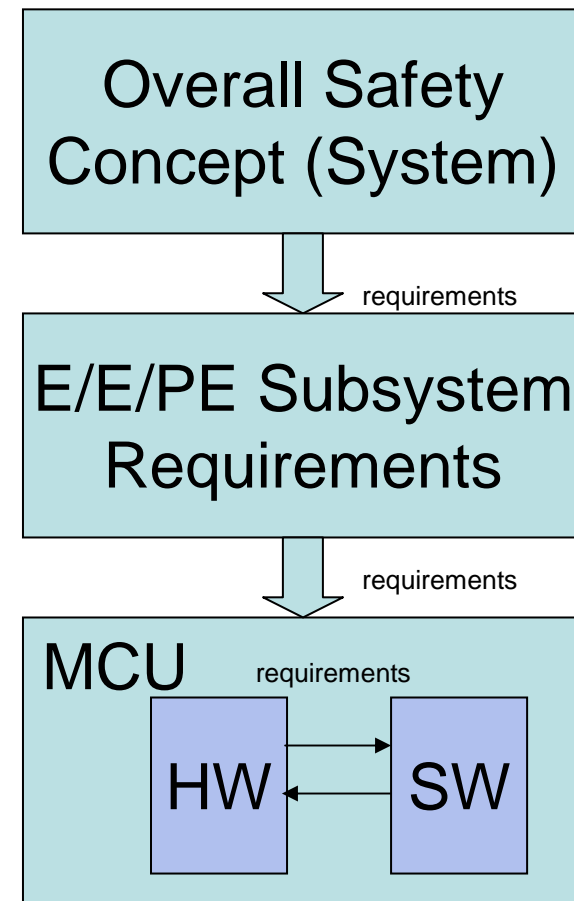 Overall Safety
Concept (System)
requirements
E/E/PE Subsystem
Requirements
requirements
MCU
requirements
HW
SW